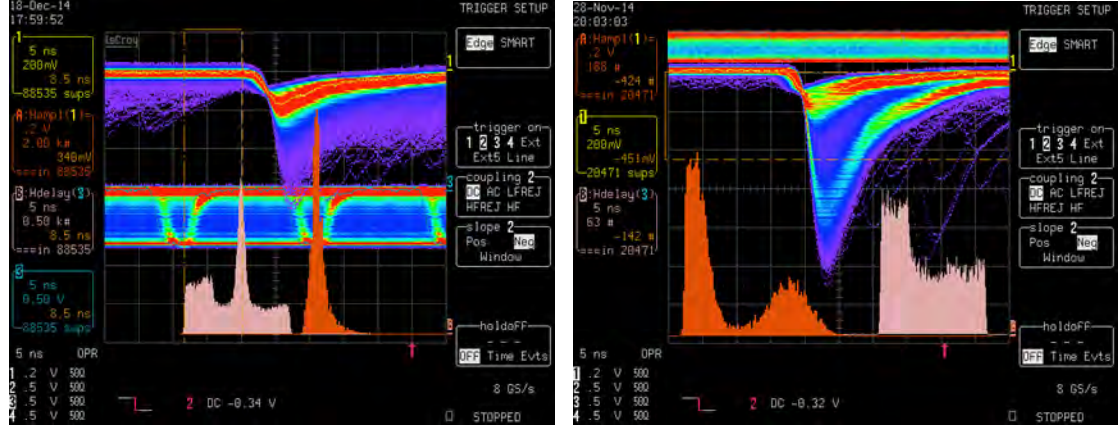 18-Dec-14
17:59:52
1
5 ns
200mV
8.5 ns
-88535 swps
A:Hampl(1)=
.2 V
2.00 k#
340mV
===in 88535
B:Hdelay(3)
5 ns
0.50 k#
8.5 ns
===in 88535
3
5 ns
0.50 V
8.5 ns
-88535 swps
5 ns OPR
1 .2 V 50Ω
2 .5 V 50Ω
3 .5 V 50Ω
4 .5 V 50Ω
1
3
B
2 DC -0.34 V
TRIGGER SETUP
Edge SMART
trigger on
1 2 3 4 Ext
Ext5 Line
coupling 2
DC AC LFREJ
HFREJ HF
slope 2
Pos Neg
Window
holdoff
OFF Time Evts
8 GS/s
STOPPED
28-Nov-14
20:03:03
A:Hampl(1)=
.2 V
188 #
-424 #
===in 20471
1
5 ns
200mV
-451mV
-20471 swps
B:Hdelay(3)
5 ns
63 #
-142 #
===in 20471
5 ns
1 .2 V 50Ω
2 .5 V 50Ω
3 .5 V 50Ω
4 .5 V 50Ω
1
B
2 DC -0.32 V
TRIGGER SETUP
Edge SMART
trigger on
1 2 3 4 Ext
Ext5 Line
coupling 2
DC AC LFREJ
HFREJ HF
slope 2
Pos Neg
Window
holdoff
OFF Time Evts
8 GS/s
STOPPED